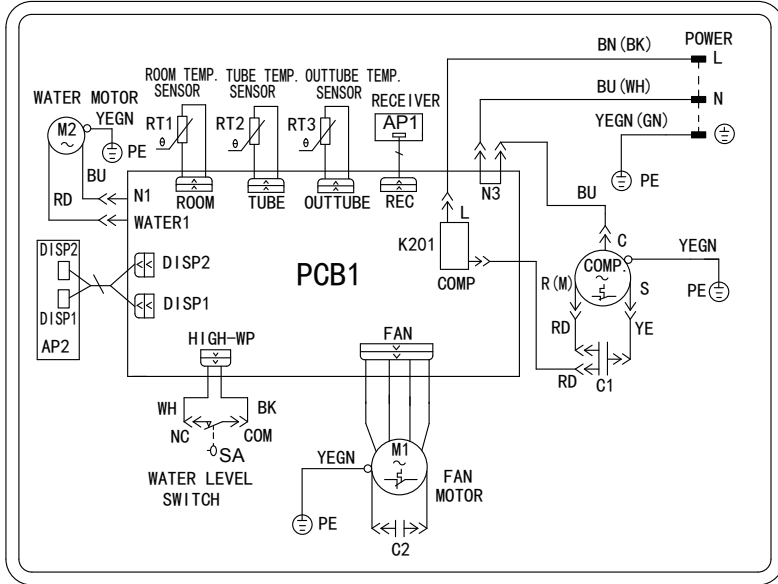 POWER
BN(BK)
L
BU(WH)
N
YEGN(GN)
PE
ROOM TEMP. SENSOR
TUBE TEMP. SENSOR
OUTTUBE TEMP. SENSOR
RECEIVER
AP1
WATER MOTOR
YEGN
M2
~
PE
RT1
θ
RT2
θ
RT3
θ
BU
RD
N1
WATER1
ROOM
TUBE
OUTTUBE
REC
N3
BU
L
K201
COMP
C
COMP.
~
YEGN
PE
R(M)
S
RD
YE
RD
C1
DISP2
DISP1
AP2
DISP2
DISP1
PCB1
HIGH-WP
FAN
WH
BK
NC
COM
SA
WATER LEVEL
SWITCH
YEGN
M1
~
FAN
MOTOR
PE
C2